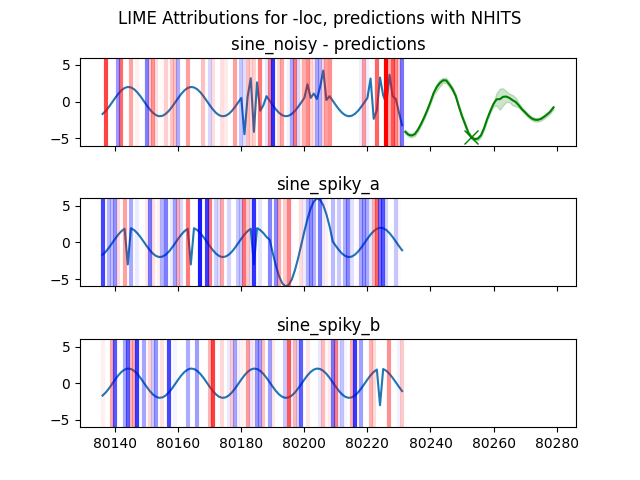 LIME Attributions for -loc, predictions with NHITS
sine_noisy - predictions
5
0
−5
sine_spiky_a
5
0
−5
sine_spiky_b
5
0
−5
80140 80160 80180 80200 80220 80240 80260 80280